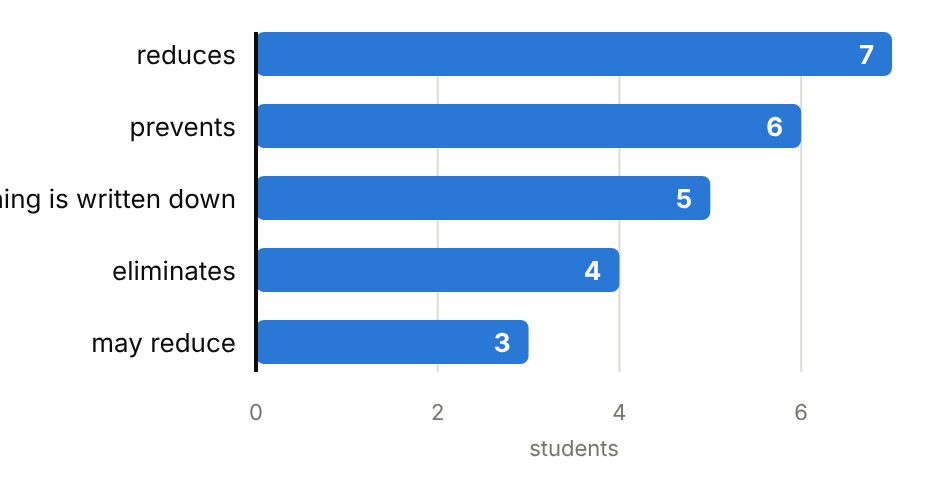 reduces 7
prevents 6
is written down 5
eliminates 4
may reduce 3
0 2 4 6
students